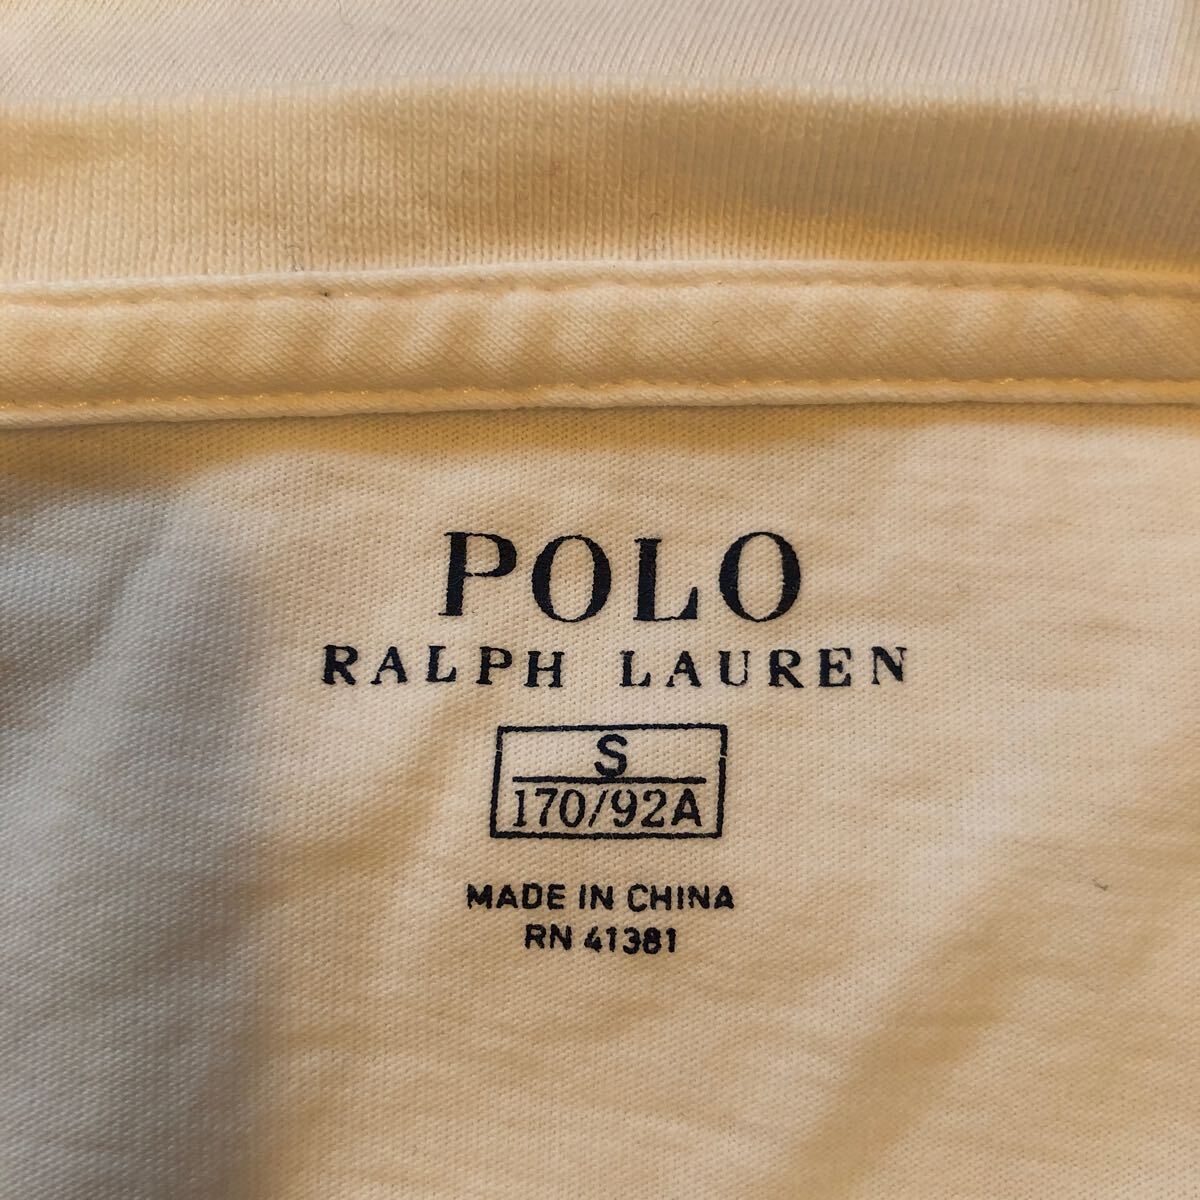 POLO
RALPH LAUREN
S
170/92A
MADE IN CHINA
RN 41381